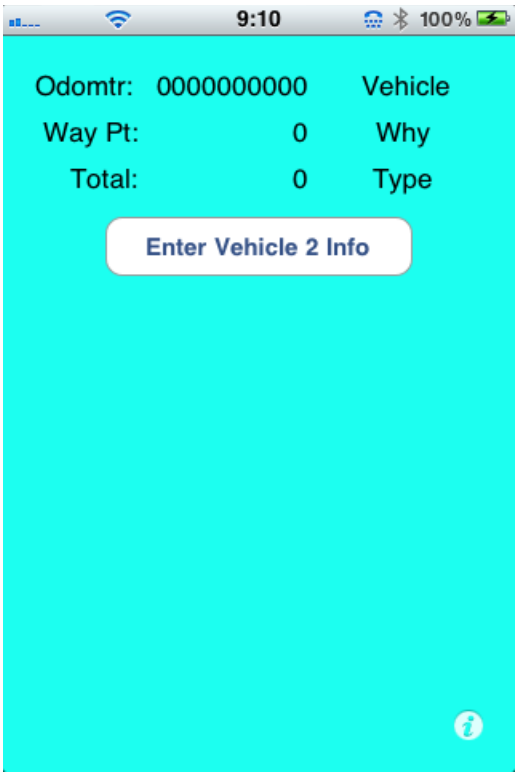 9:10 100%
Odomtr: 0000000000 Vehicle
Way Pt: 0 Why
Total: 0 Type
Enter Vehicle 2 Info
i